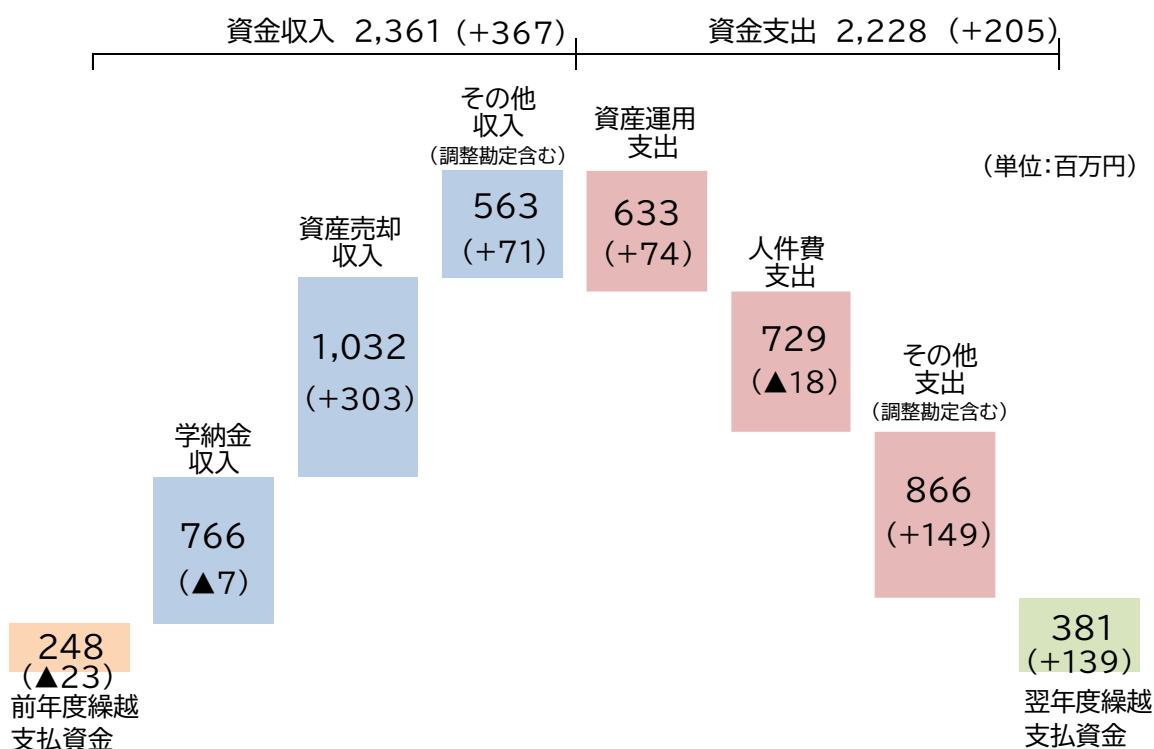 資金収入 2,361 (+367)
資金支出 2,228 (+205)
(単位:百万円)
その他
収入
(調整勘定含む)
563
(+71)
資産運用
支出
633
(+74)
資産売却
収入
1,032
(+303)
人件費
支出
729
(▲18)
その他
支出
(調整勘定含む)
866
(+149)
学納金
収入
766
(▲7)
248
(▲23)
前年度繰越
支払資金
381
(+139)
翌年度繰越
支払資金